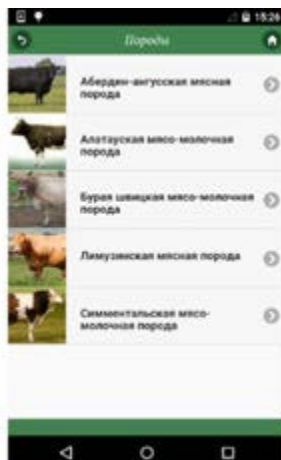 15:26
Породы
Абердин-ангусская мясная
порода
Алатауская мясо-молочная
порода
Бурая швицкая мясо-молочная
порода
Лимузинская мясная порода
Симментальская мясо-
молочная порода